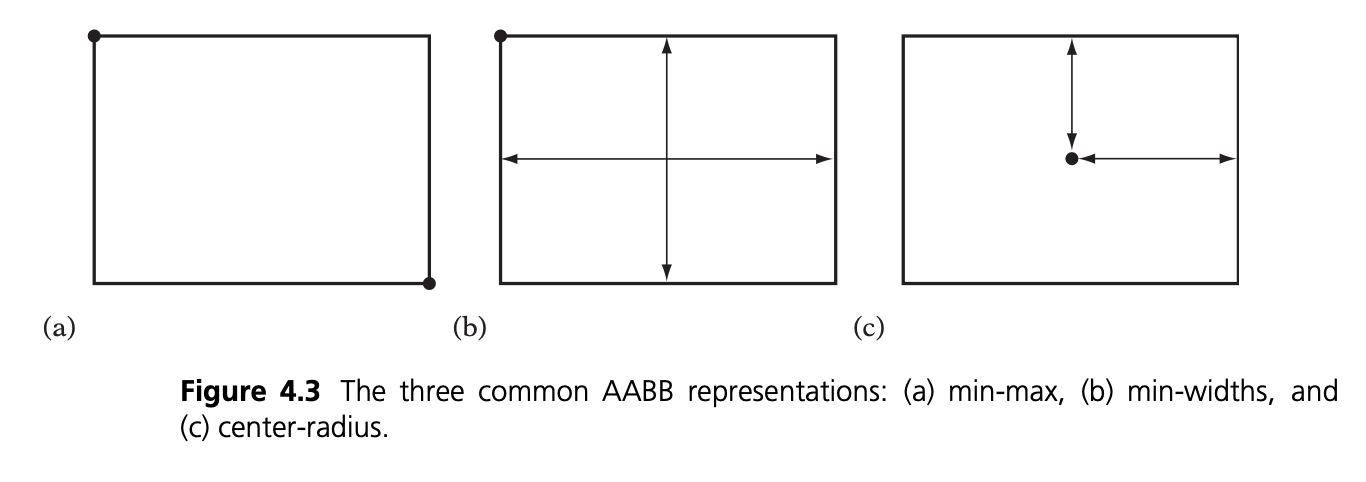 (a) (b) (c)
Figure 4.3 The three common AABB representations: (a) min-max, (b) min-widths, and
(c) center-radius.